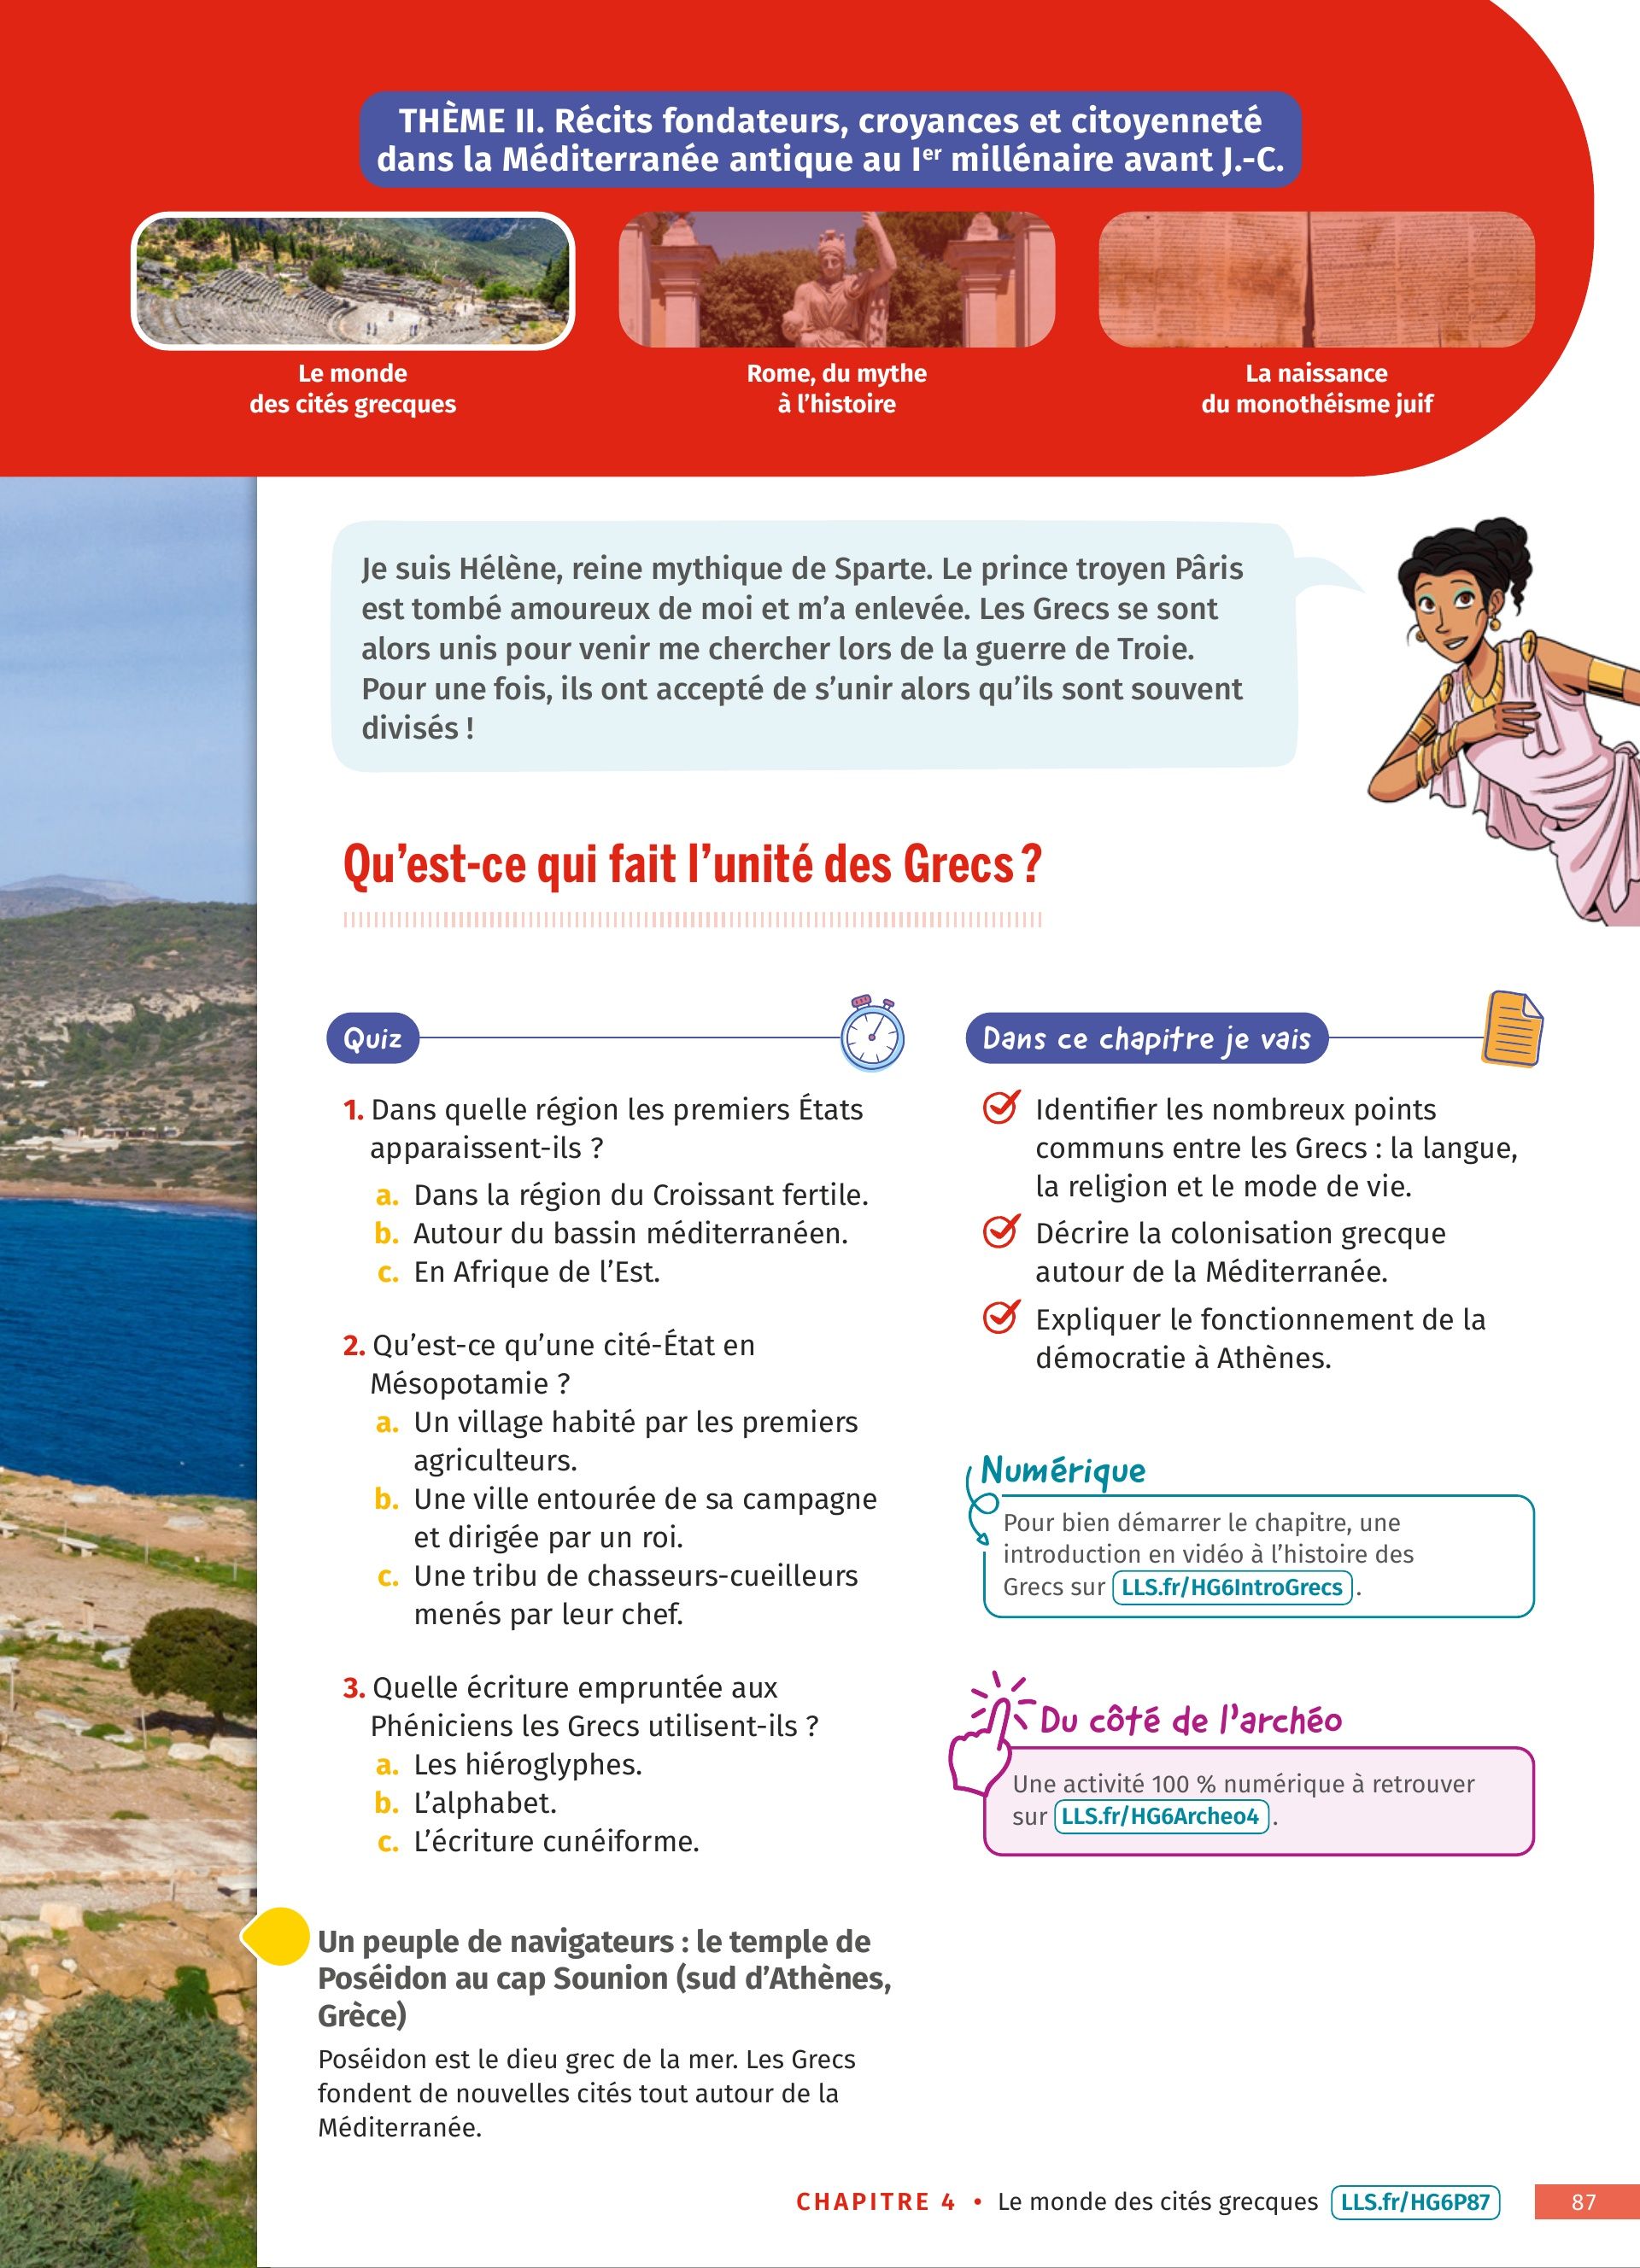 THÈME II. Récits fondateurs, croyances et citoyenneté
dans la Méditerranée antique au Ier millénaire avant J.-C.
Le monde
des cités grecques
Rome, du mythe
à l'histoire
La naissance
du monothéisme juif
Je suis Hélène, reine mythique de Sparte. Le prince troyen Pâris
est tombé amoureux de moi et m'a enlevée. Les Grecs se sont
alors unis pour venir me chercher lors de la guerre de Troie.
Pour une fois, ils ont accepté de s'unir alors qu'ils sont souvent
divisés !
Qu'est-ce qui fait l'unité des Grecs ?
Quiz
1. Dans quelle région les premiers États
apparaissent-ils ?
a. Dans la région du Croissant fertile.
b. Autour du bassin méditerranéen.
c. En Afrique de l'Est.
2. Qu'est-ce qu'une cité-État en
Mésopotamie ?
a. Un village habité par les premiers
agriculteurs.
b. Une ville entourée de sa campagne
et dirigée par un roi.
c. Une tribu de chasseurs-cueilleurs
menés par leur chef.
3. Quelle écriture empruntée aux
Phéniciens les Grecs utilisent-ils ?
a. Les hiéroglyphes.
b. L'alphabet.
c. L'écriture cunéiforme.
Un peuple de navigateurs : le temple de
Poséidon au cap Sounion (sud d'Athènes,
Grèce)
Poséidon est le dieu grec de la mer. Les Grecs
fondent de nouvelles cités tout autour de la
Méditerranée.
Dans ce chapitre je vais
Identifier les nombreux points
communs entre les Grecs : la langue,
la religion et le mode de vie.
Décrire la colonisation grecque
autour de la Méditerranée.
Expliquer le fonctionnement de la
démocratie à Athènes.
Numérique
Pour bien démarrer le chapitre, une
introduction en vidéo à l'histoire des
Grecs sur LLS.fr/HG6IntroGrecs .
Du côté de l'archéo
Une activité 100 % numérique à retrouver
sur LLS.fr/HG6Archeo4 .
CHAPITRE 4 • Le monde des cités grecques LLS.fr/HG6P87 87